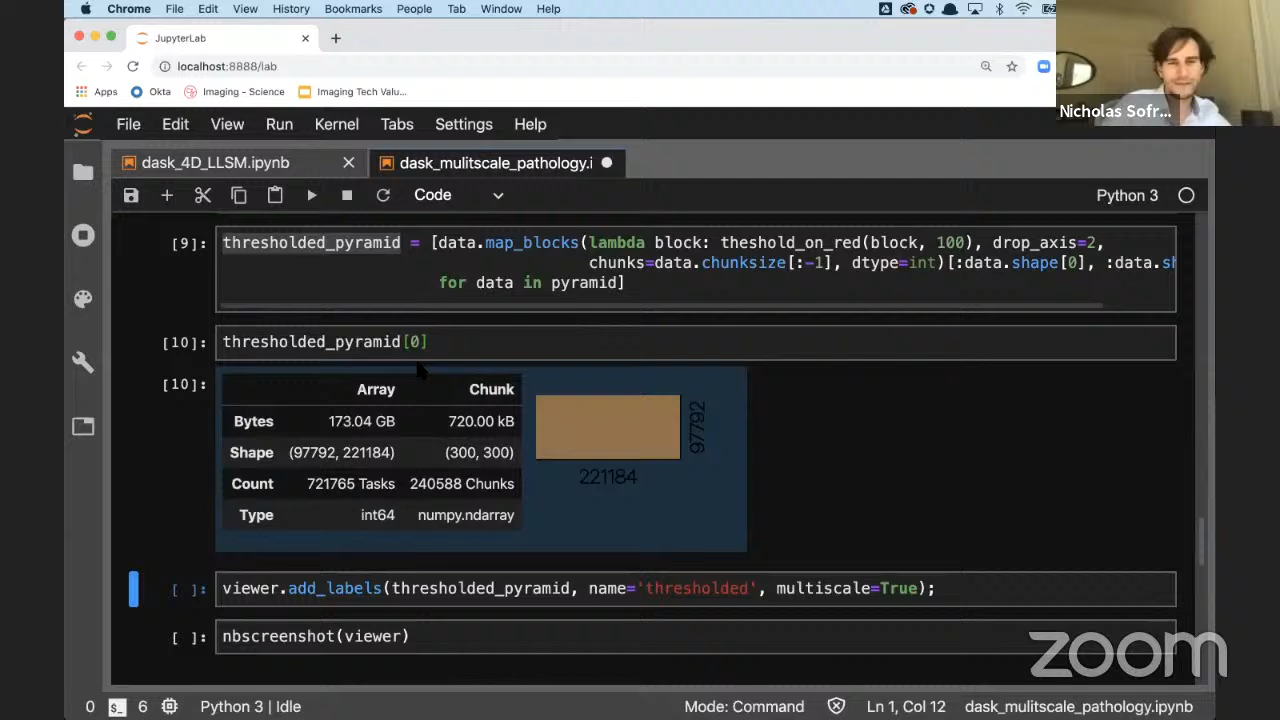 Chrome File Edit View History Bookmarks People Tab Window Help
JupyterLab
localhost:8888/lab
Apps Okta Imaging - Science Imaging Tech Valu...
Nicholas Sofr...
File Edit View Run Kernel Tabs Settings Help
dask_4D_LLSM.ipynb dask_mulitscale_pathology.i
Code Python 3
[9]: thresholded_pyramid = [data.map_blocks(lambda block: theshold_on_red(block, 100), drop_axis=2,
chunks=data.chunksize[:-1], dtype=int)[:data.shape[0], :data.sh
for data in pyramid]
[10]: thresholded_pyramid[0]
[10]:
Array Chunk
Bytes 173.04 GB 720.00 kB
Shape (97792, 221184) (300, 300)
Count 721765 Tasks 240588 Chunks
Type int64 numpy.ndarray
97792
221184
[ ]: viewer.add_labels(thresholded_pyramid, name='thresholded', multiscale=True);
[ ]: nbscreenshot(viewer)
zoom
0 $_ 6 Python 3 | Idle Mode: Command Ln 1, Col 12 dask_mulitscale_pathology.ipynb